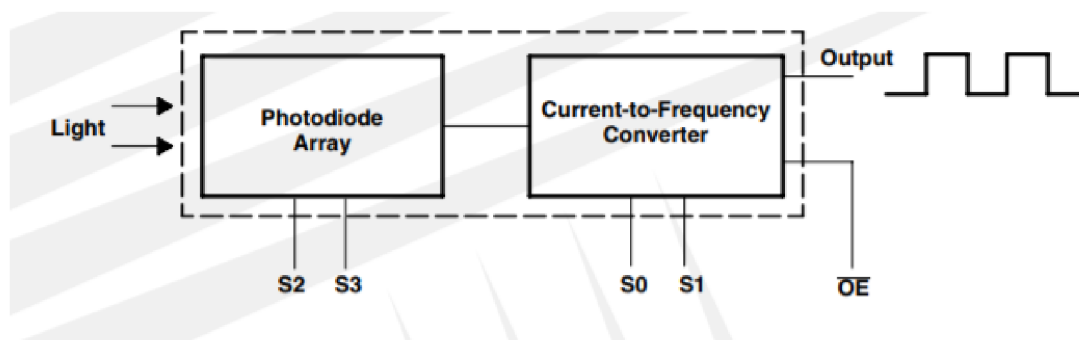 Light
Photodiode
Array
Current-to-Frequency
Converter
Output
S2
S3
S0
S1
OE